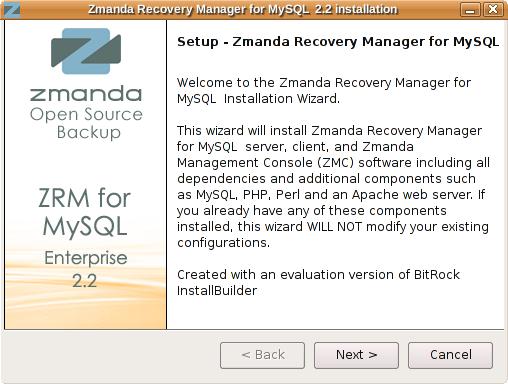 Zmanda Recovery Manager for MySQL 2.2 installation
zmanda
Open Source
Backup
ZRM for
MySQL
Enterprise
2.2
Setup - Zmanda Recovery Manager for MySQL
Welcome to the Zmanda Recovery Manager for
MySQL Installation Wizard.
This wizard will install Zmanda Recovery Manager
for MySQL server, client, and Zmanda
Management Console (ZMC) software including all
dependencies and additional components such
as MySQL, PHP, Perl and an Apache web server. If
you already have any of these components
installed, this wizard WILL NOT modify your existing
configurations.
Created with an evaluation version of BitRock
InstallBuilder
< Back
Next >
Cancel